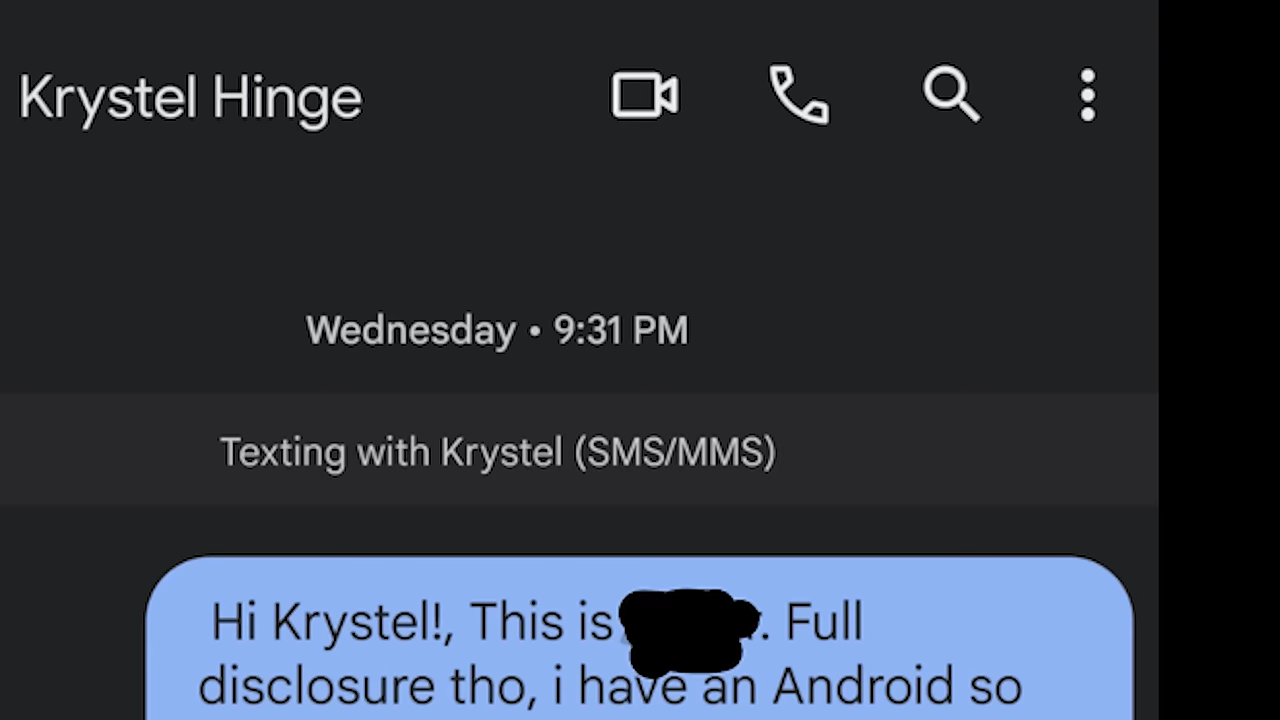 Krystel Hinge
Wednesday • 9:31 PM
Texting with Krystel (SMS/MMS)
Hi Krystel!, This is . Full
disclosure tho, i have an Android so